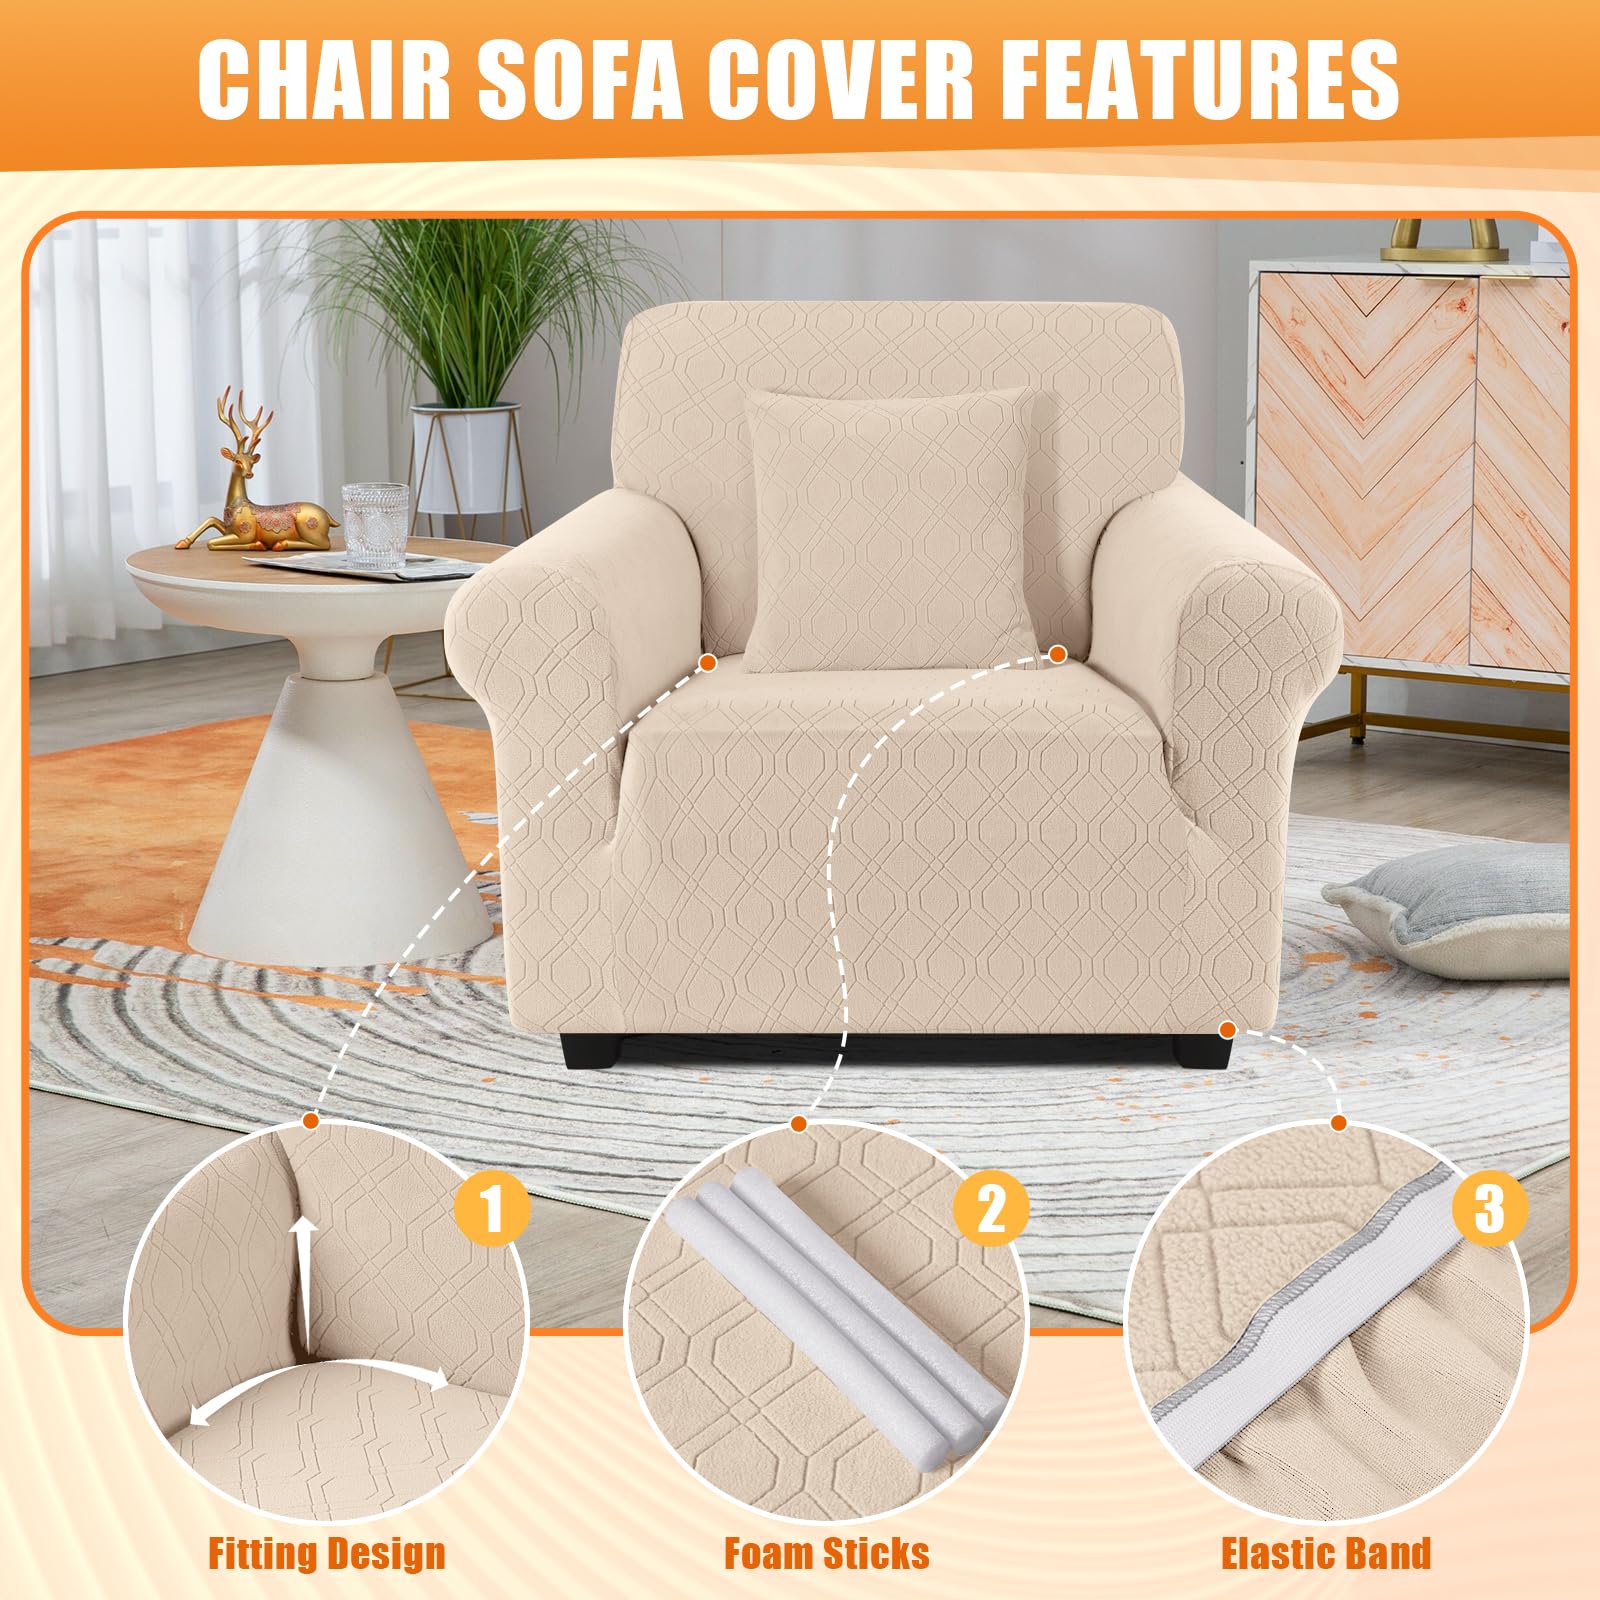 CHAIR SOFA COVER FEATURES
1
2
3
Fitting Design
Foam Sticks
Elastic Band